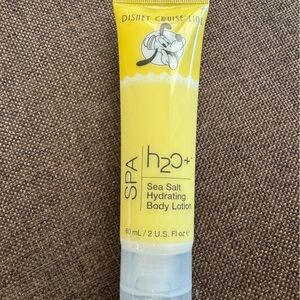 DISNEY CRUISE LINE
SPA
h2O+
Sea Salt
Hydrating
Body Lotion
60 mL / 2 U.S. Fl oz e